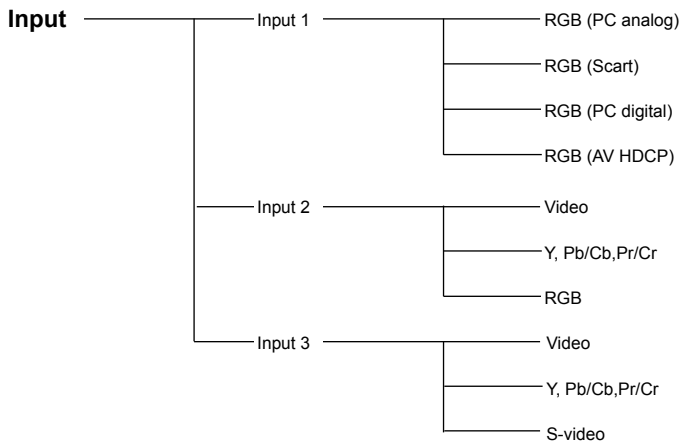 Input
Input 1
RGB (PC analog)
RGB (Scart)
RGB (PC digital)
RGB (AV HDCP)
Input 2
Video
Y, Pb/Cb,Pr/Cr
RGB
Input 3
Video
Y, Pb/Cb,Pr/Cr
S-video